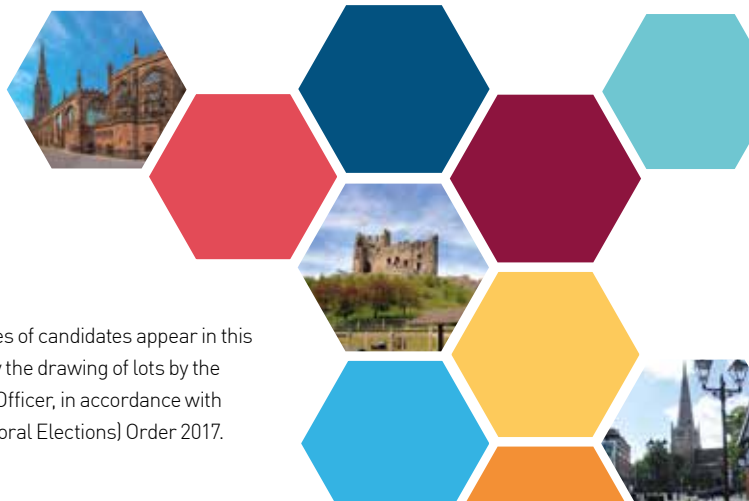 es of candidates appear in this
the drawing of lots by the
Officer, in accordance with
oral Elections) Order 2017.